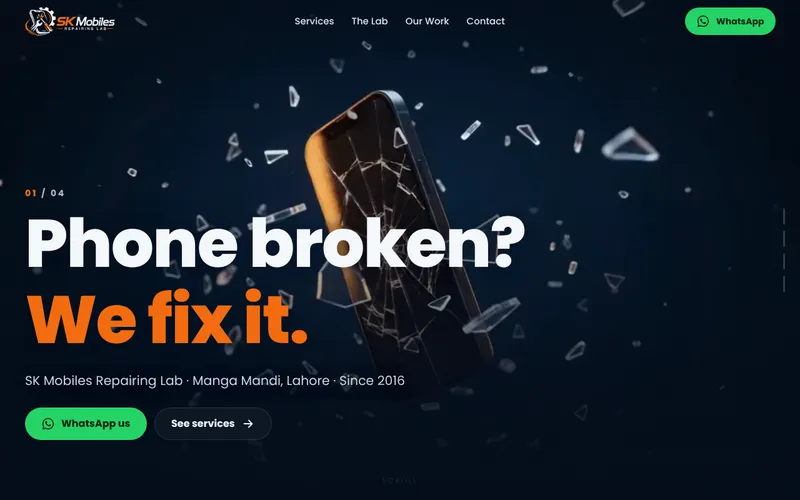 SK Mobiles
REPAIRING LAB
Services
The Lab
Our Work
Contact
WhatsApp
01 / 04
Phone broken?
We fix it.
SK Mobiles Repairing Lab · Manga Mandi, Lahore · Since 2016
WhatsApp us
See services
SCROLL